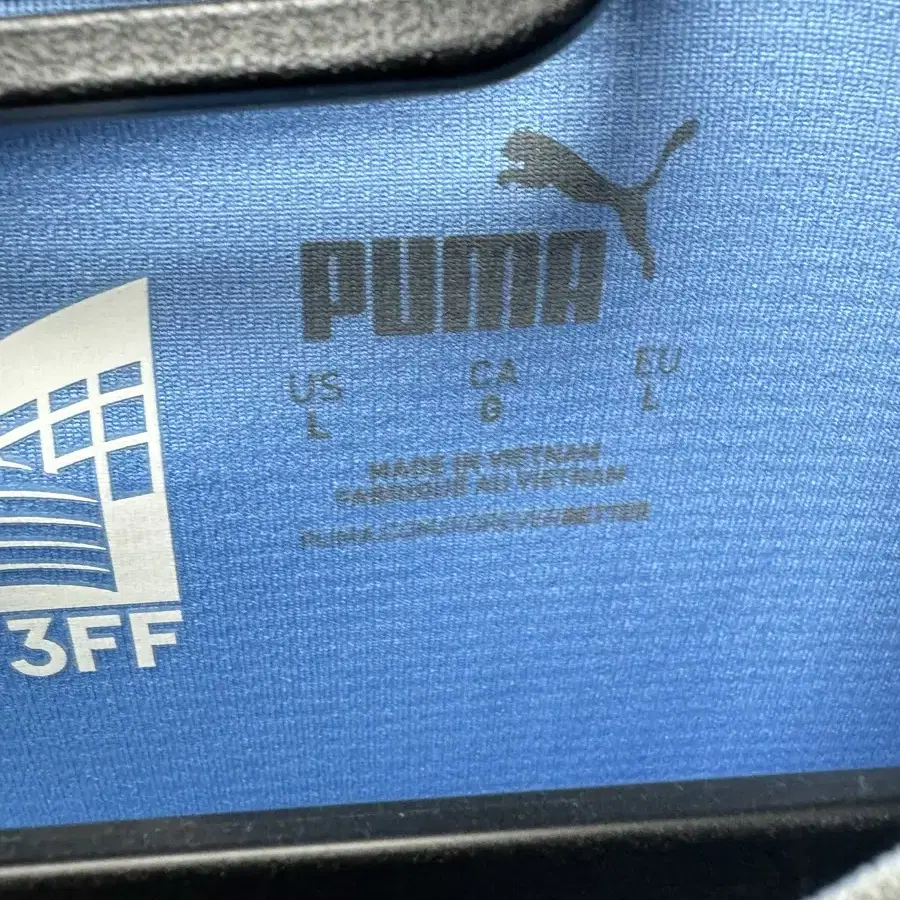 PUMA
US CA EU
L G L
MADE IN VIETNAM
FABRIQUÉ AU VIETNAM
PUMA.COM/FOREVERBETTER
3FF